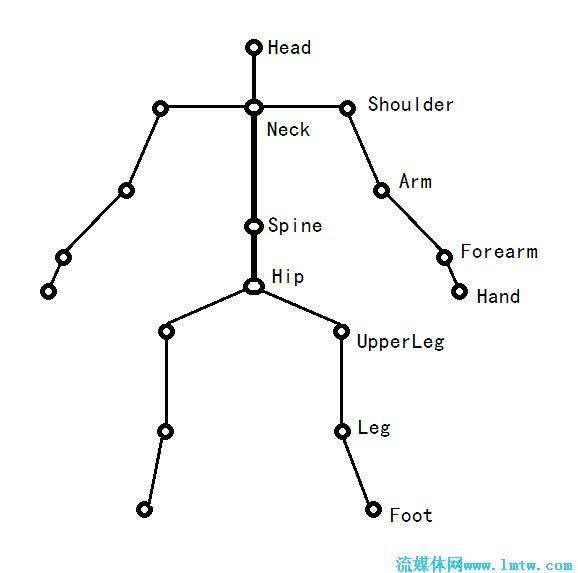 Head
Shoulder
Neck
Arm
Spine
Forearm
Hip
Hand
UpperLeg
Leg
Foot
流媒体网www.lmtw.com